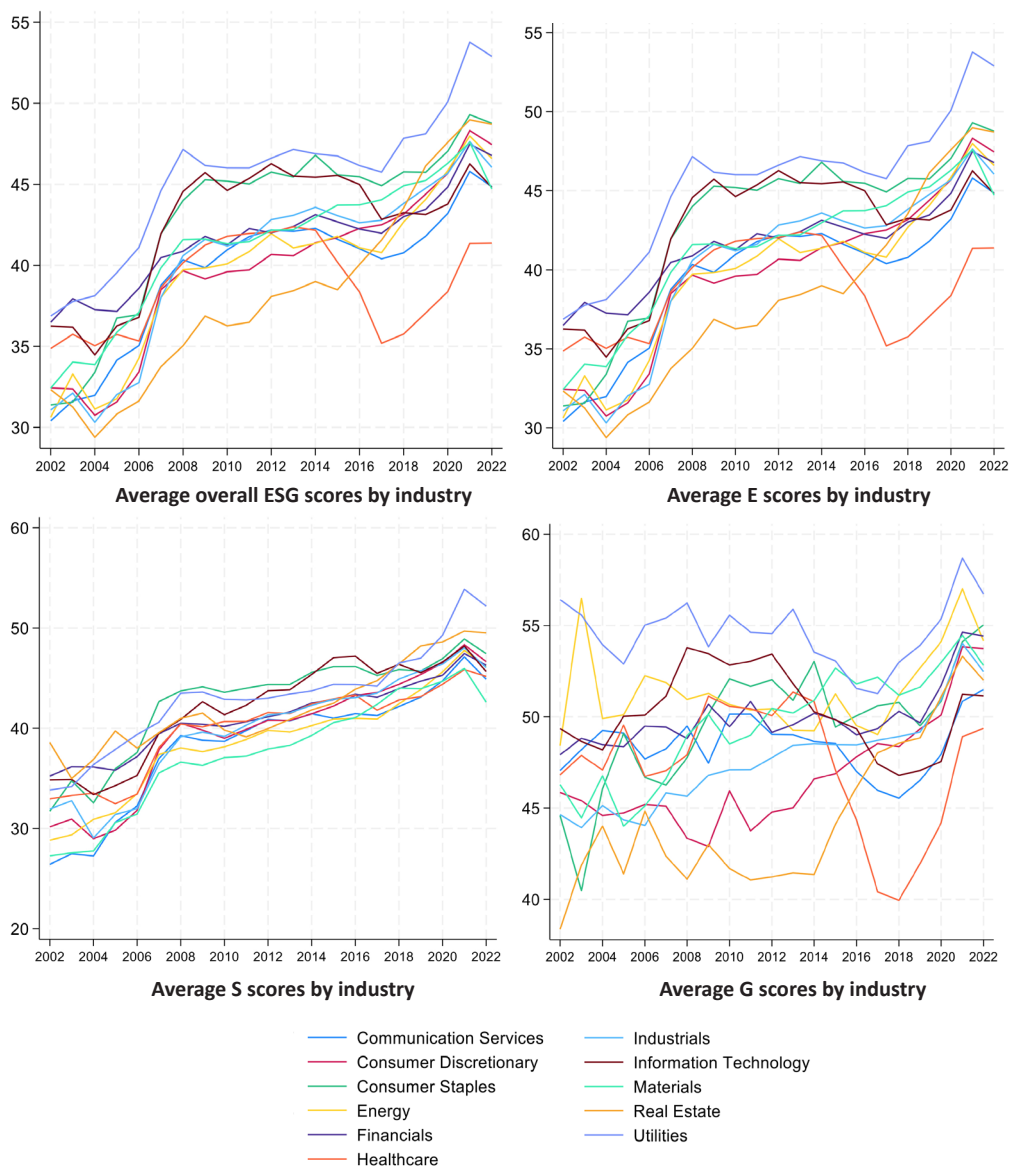 55
50
45
40
35
30
2002 2004 2006 2008 2010 2012 2014 2016 2018 2020 2022
Average overall ESG scores by industry
55
50
45
40
35
30
2002 2004 2006 2008 2010 2012 2014 2016 2018 2020 2022
Average E scores by industry
60
50
40
30
20
2002 2004 2006 2008 2010 2012 2014 2016 2018 2020 2022
Average S scores by industry
60
55
50
45
40
2002 2004 2006 2008 2010 2012 2014 2016 2018 2020 2022
Average G scores by industry
Communication Services
Consumer Discretionary
Consumer Staples
Energy
Financials
Healthcare
Industrials
Information Technology
Materials
Real Estate
Utilities